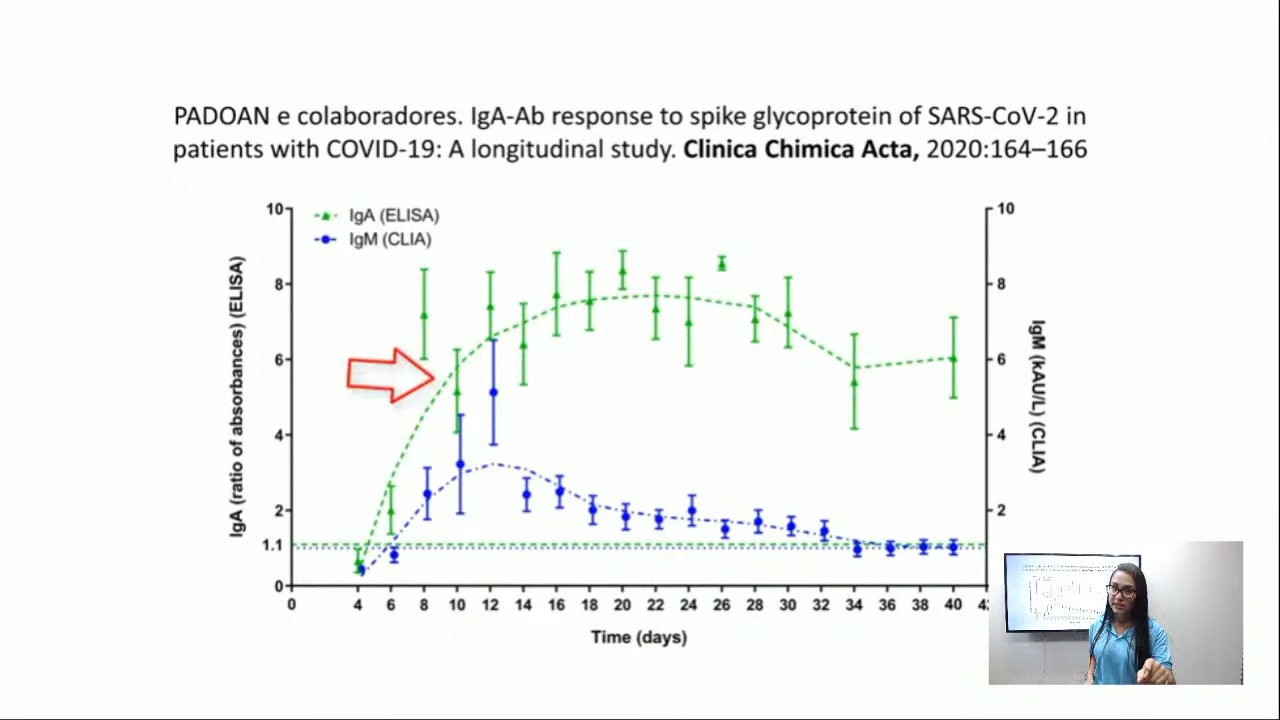 PADOAN e colaboradores. IgA-Ab response to spike glycoprotein of SARS-CoV-2 in
patients with COVID-19: A longitudinal study. Clinica Chimica Acta, 2020:164–166
IgA (ELISA)
IgM (CLIA)
IgA (ratio of absorbances) (ELISA)
10
8
6
4
2
1.1
0
10
8
6
4
2
IgM (kAU/L) (CLIA)
0 4 6 8 10 12 14 16 18 20 22 24 26 28 30 32 34 36 38 40
Time (days)